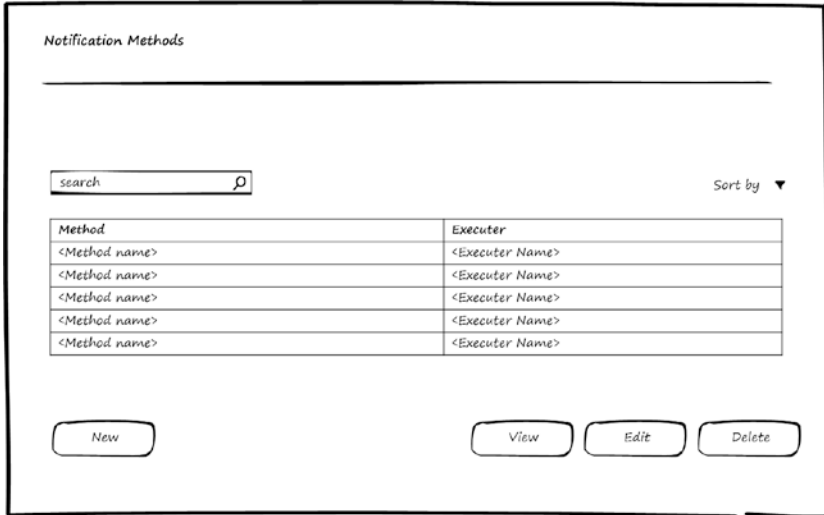 Notification Methods
search
Sort by
Method Executer
<Method name> <Executer Name>
<Method name> <Executer Name>
<Method name> <Executer Name>
<Method name> <Executer Name>
<Method name> <Executer Name>
New View Edit Delete